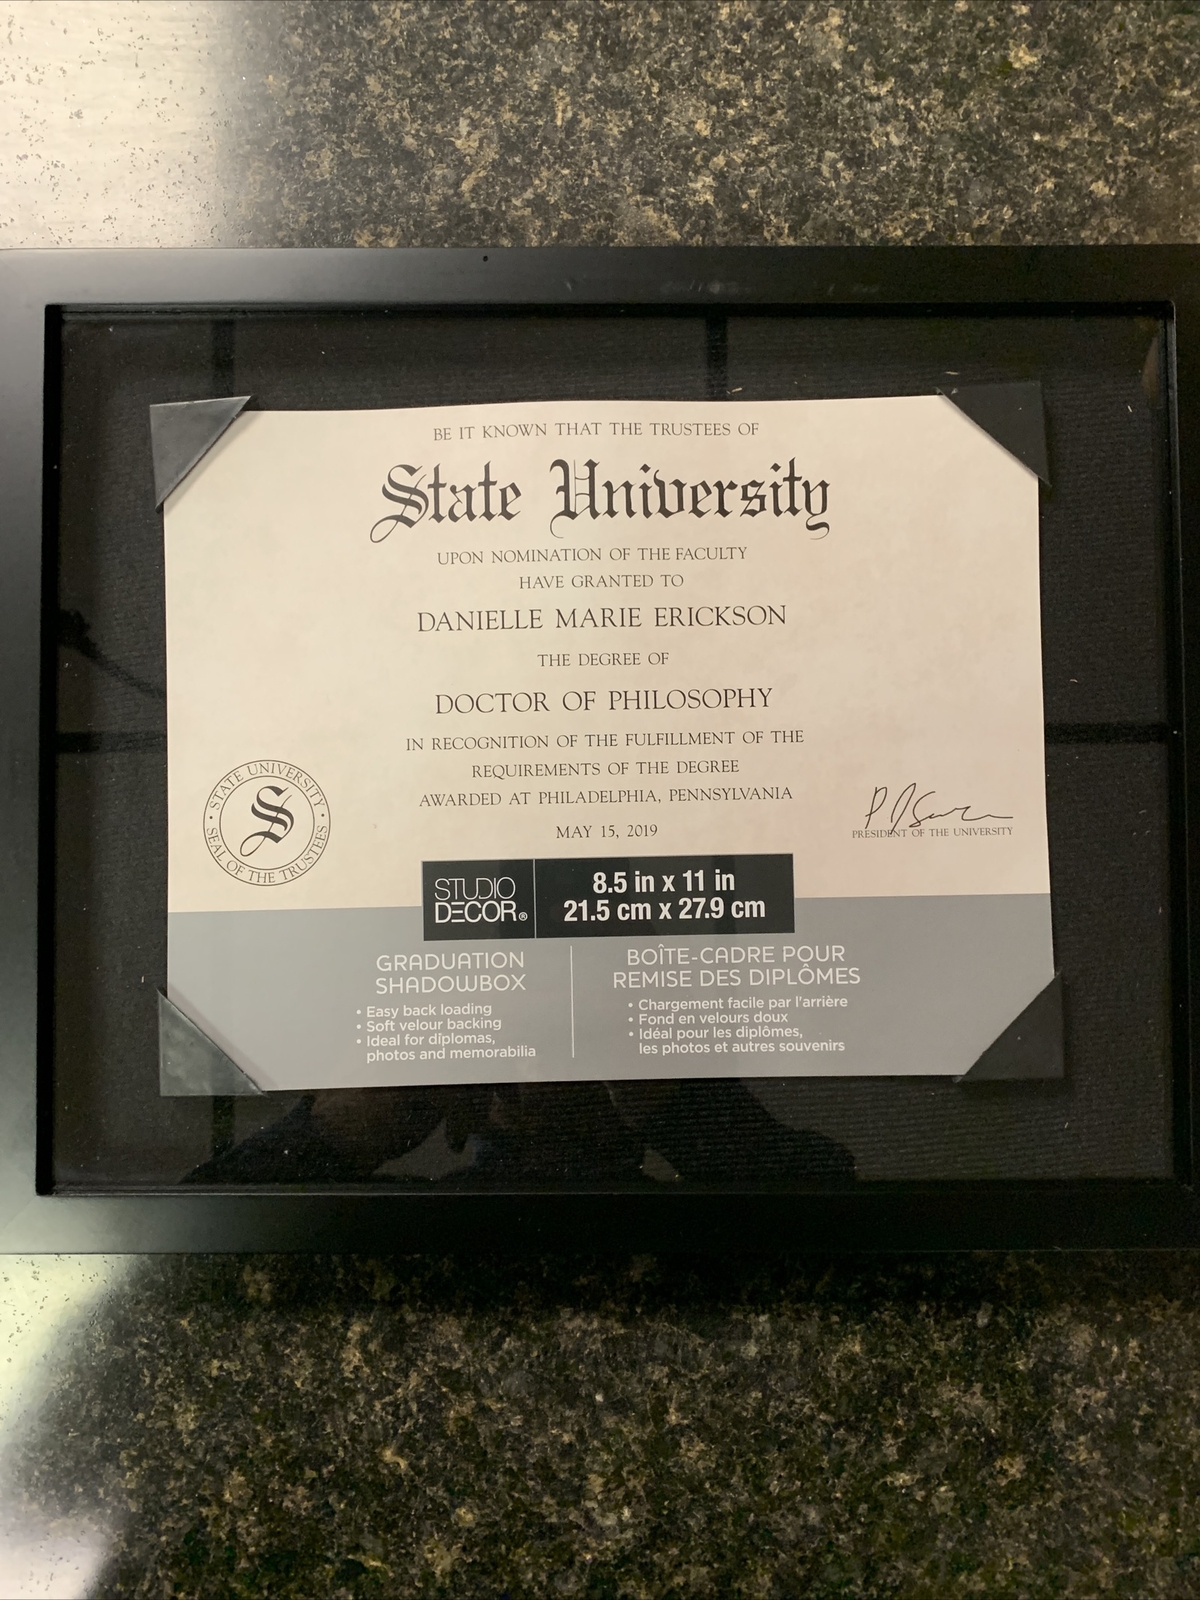 BE IT KNOWN THAT THE TRUSTEES OF
State University
UPON NOMINATION OF THE FACULTY
HAVE GRANTED TO
DANIELLE MARIE ERICKSON
THE DEGREE OF
DOCTOR OF PHILOSOPHY
IN RECOGNITION OF THE FULFILLMENT OF THE
REQUIREMENTS OF THE DEGREE
AWARDED AT PHILADELPHIA, PENNSYLVANIA
MAY 15, 2019
• STATE UNIVERSITY •
SEAL OF THE TRUSTEES
S
PRESIDENT OF THE UNIVERSITY
STUDIO
DECOR®
8.5 in x 11 in
21.5 cm x 27.9 cm
GRADUATION
SHADOWBOX
• Easy back loading
• Soft velour backing
• Ideal for diplomas,
photos and memorabilia
BOÎTE-CADRE POUR
REMISE DES DIPLÔMES
• Chargement facile par l'arrière
• Fond en velours doux
• Idéal pour les diplômes,
les photos et autres souvenirs